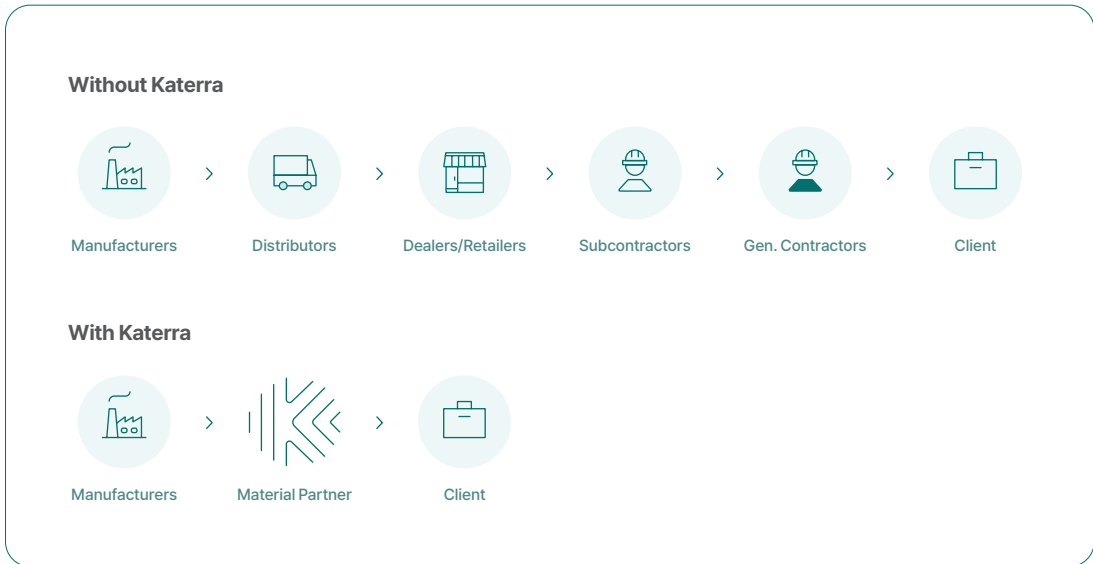 Without Katerra
Manufacturers
Distributors
Dealers/Retailers
Subcontractors
Gen. Contractors
Client
With Katerra
Manufacturers
Material Partner
Client